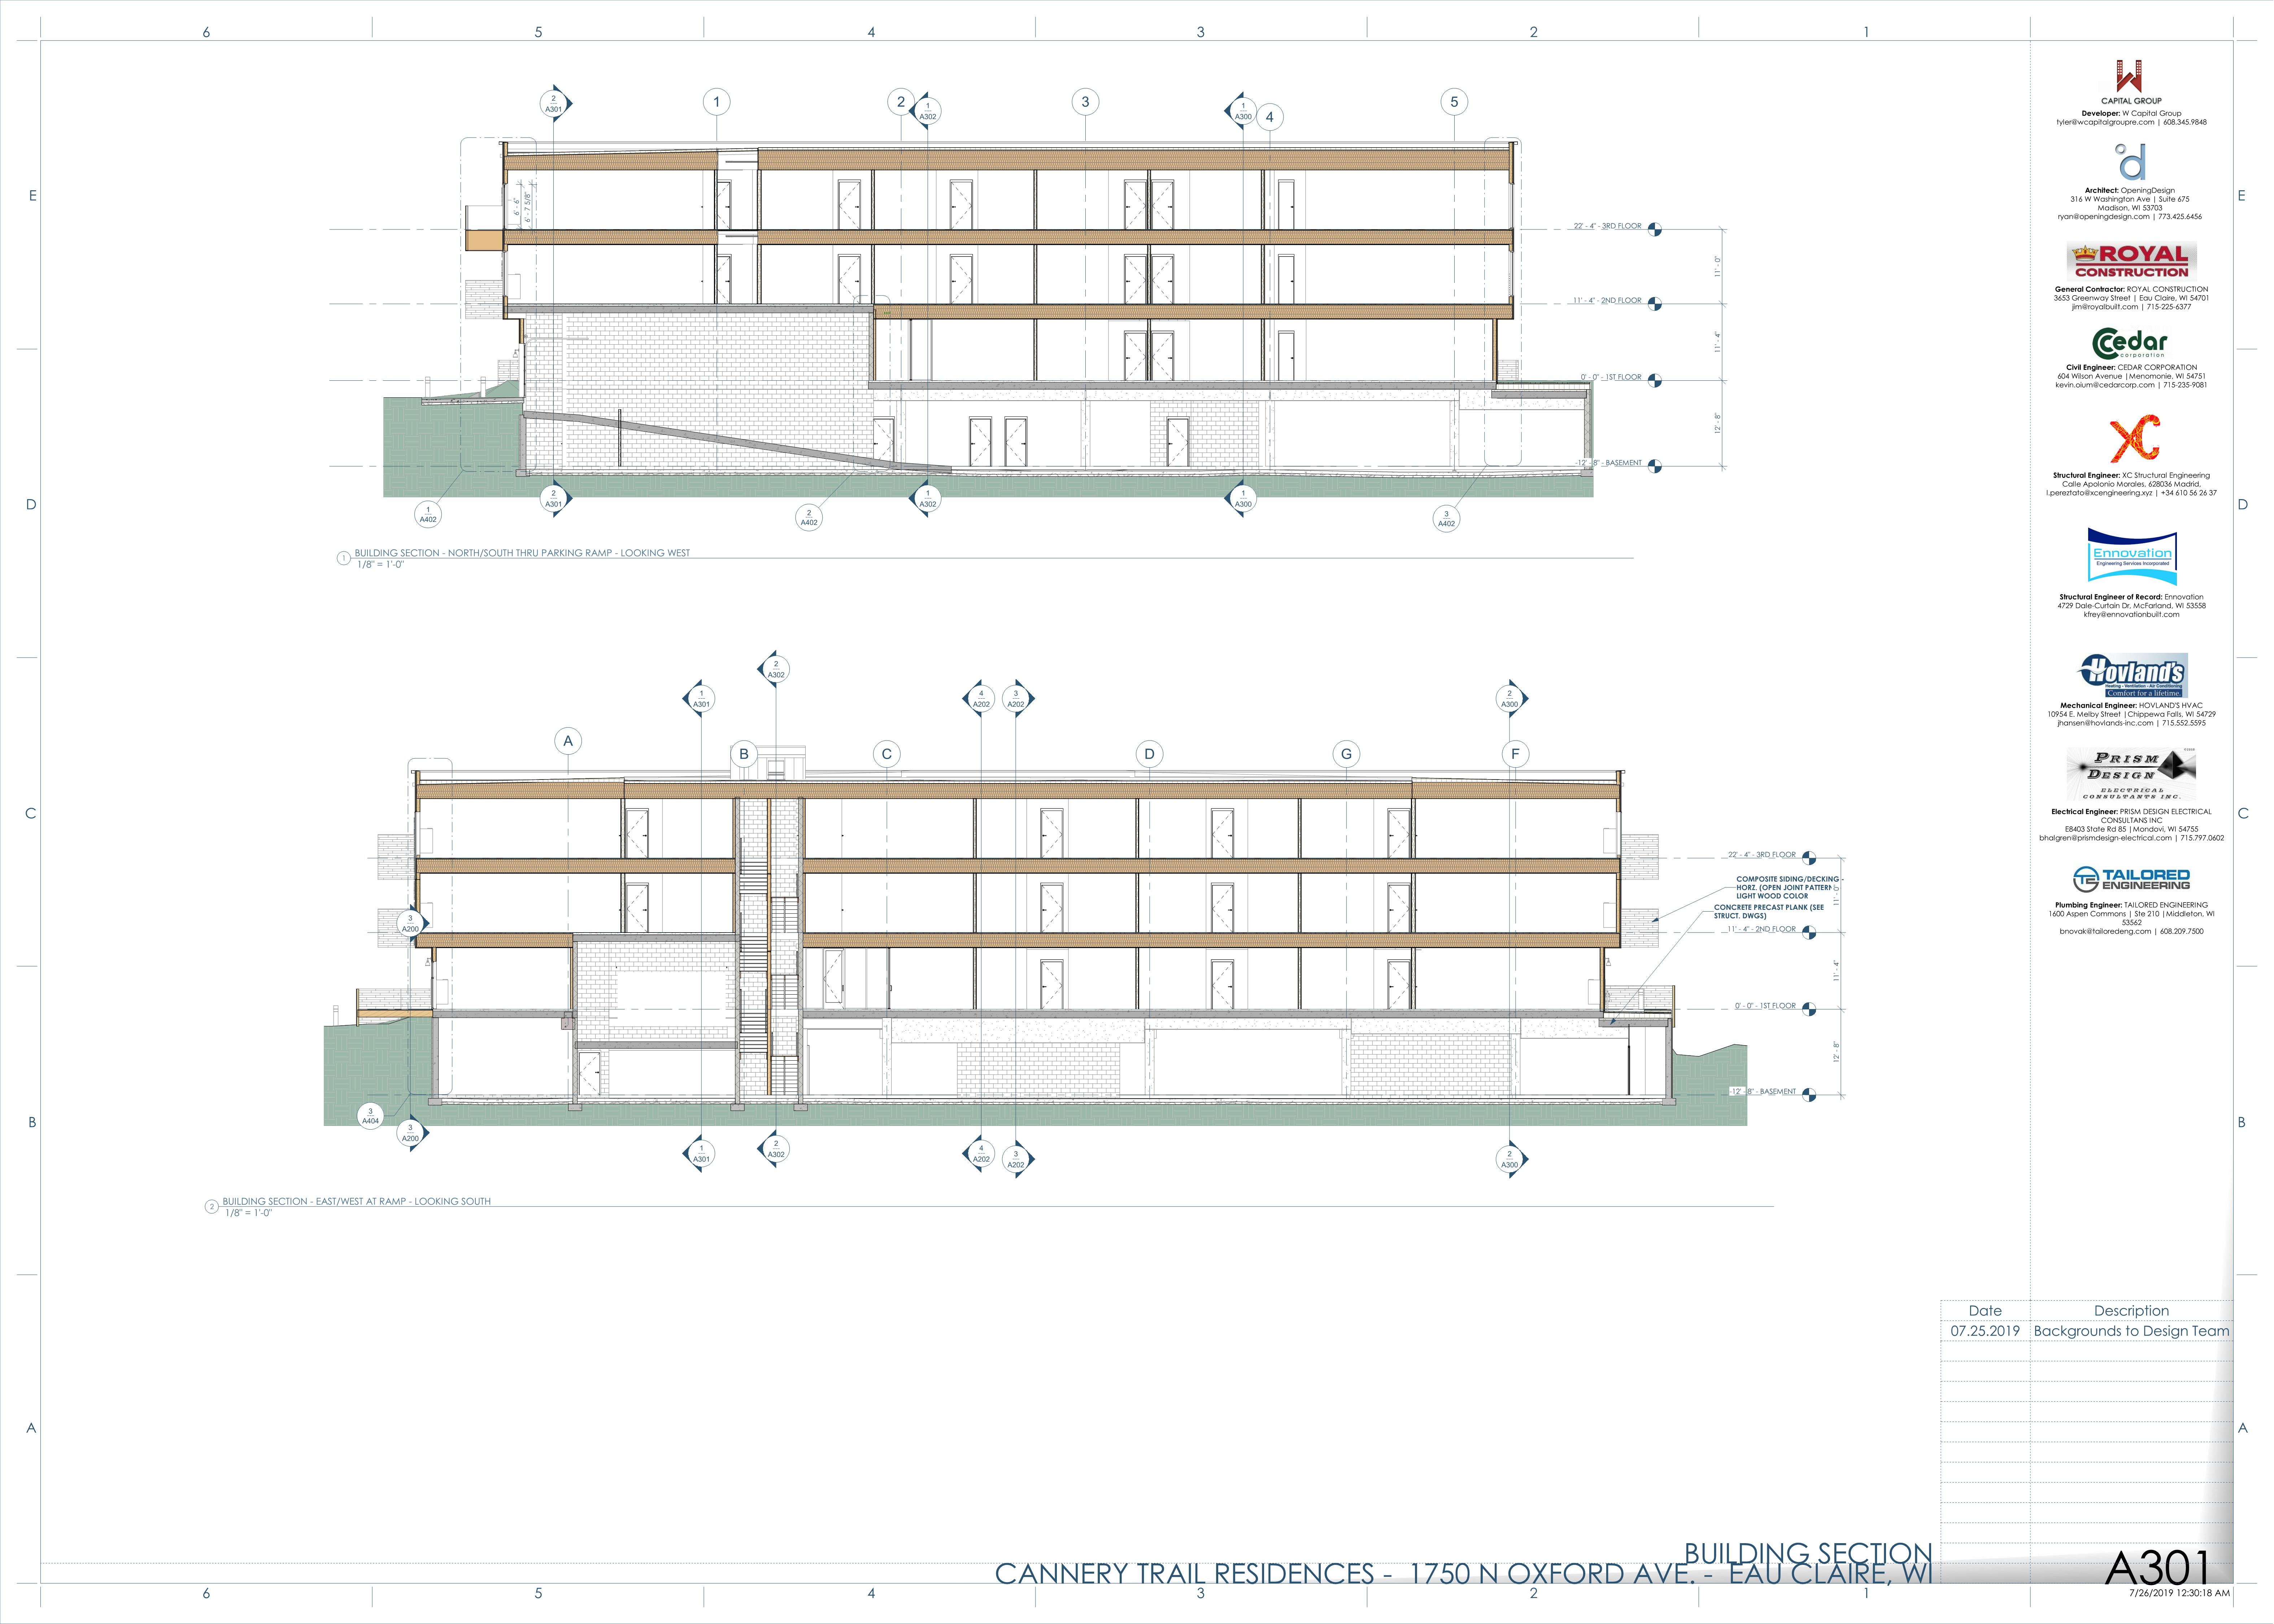 6 5 4 3 2 1
E
D
C
B
A
2
A301
1
2
1
A302
3
1
A300
4
5
6' - 6"
6' - 7 5/8"
22' - 4" - 3RD FLOOR
11' - 0"
11' - 4" - 2ND FLOOR
11' - 4"
0' - 0" - 1ST FLOOR
12' - 8"
-12' - 8" - BASEMENT
1
A402
2
A301
2
A402
1
A302
1
A300
3
A402
1
BUILDING SECTION - NORTH/SOUTH THRU PARKING RAMP - LOOKING WEST
1/8" = 1'-0"
2
A302
1
A301
4
A202
3
A202
2
A300
A
B
C
D
G
F
22' - 4" - 3RD FLOOR
COMPOSITE SIDING/DECKING -
HORZ. (OPEN JOINT PATTERN
LIGHT WOOD COLOR
11' - 0"
CONCRETE PRECAST PLANK (SEE
STRUCT. DWGS)
11' - 4" - 2ND FLOOR
11' - 4"
0' - 0" - 1ST FLOOR
12' - 8"
-12' - 8" - BASEMENT
3
A200
3
A404
3
A200
1
A301
2
A302
4
A202
3
A202
2
A300
2
BUILDING SECTION - EAST/WEST AT RAMP - LOOKING SOUTH
1/8" = 1'-0"
CAPITAL GROUP
Developer: W Capital Group
tyler@wcapitalgroupre.com | 608.345.9848
d
Architect: OpeningDesign
316 W Washington Ave | Suite 675
Madison, WI 53703
ryan@openingdesign.com | 773.425.6456
ROYAL
CONSTRUCTION
General Contractor: ROYAL CONSTRUCTION
3653 Greenway Street | Eau Claire, WI 54701
jim@royalbuilt.com | 715-225-6377
Cedar
corporation
Civil Engineer: CEDAR CORPORATION
604 Wilson Avenue |Menomonie, WI 54751
kevin.oium@cedarcorp.com | 715-235-9081
XC
Structural Engineer: XC Structural Engineering
Calle Apolonio Morales, 628036 Madrid,
l.pereztato@xcengineering.xyz | +34 610 56 26 37
Ennovation
Engineering Services Incorporated
Structural Engineer of Record: Ennovation
4729 Dale-Curtain Dr, McFarland, WI 53558
kfrey@ennovationbuilt.com
Hovland's
Heating - Ventilation - Air Conditioning
Comfort for a lifetime.
Mechanical Engineer: HOVLAND'S HVAC
10954 E. Melby Street |Chippewa Falls, WI 54729
jhansen@hovlands-inc.com | 715.552.5595
PRISM
DESIGN
ELECTRICAL
CONSULTANTS INC.
Electrical Engineer: PRISM DESIGN ELECTRICAL
CONSULTANS INC
E8403 State Rd 85 |Mondovi, WI 54755
bhalgren@prismdesign-electrical.com | 715.797.0602
TE TAILORED
ENGINEERING
Plumbing Engineer: TAILORED ENGINEERING
1600 Aspen Commons | Ste 210 |Middleton, WI
53562
bnovak@tailoredeng.com | 608.209.7500
E
D
C
B
A
Date Description
07.25.2019 Backgrounds to Design Team
BUILDING SECTION
CANNERY TRAIL RESIDENCES - 1750 N OXFORD AVE. - EAU CLAIRE, WI
A301
7/26/2019 12:30:18 AM
6 5 4 3 2 1